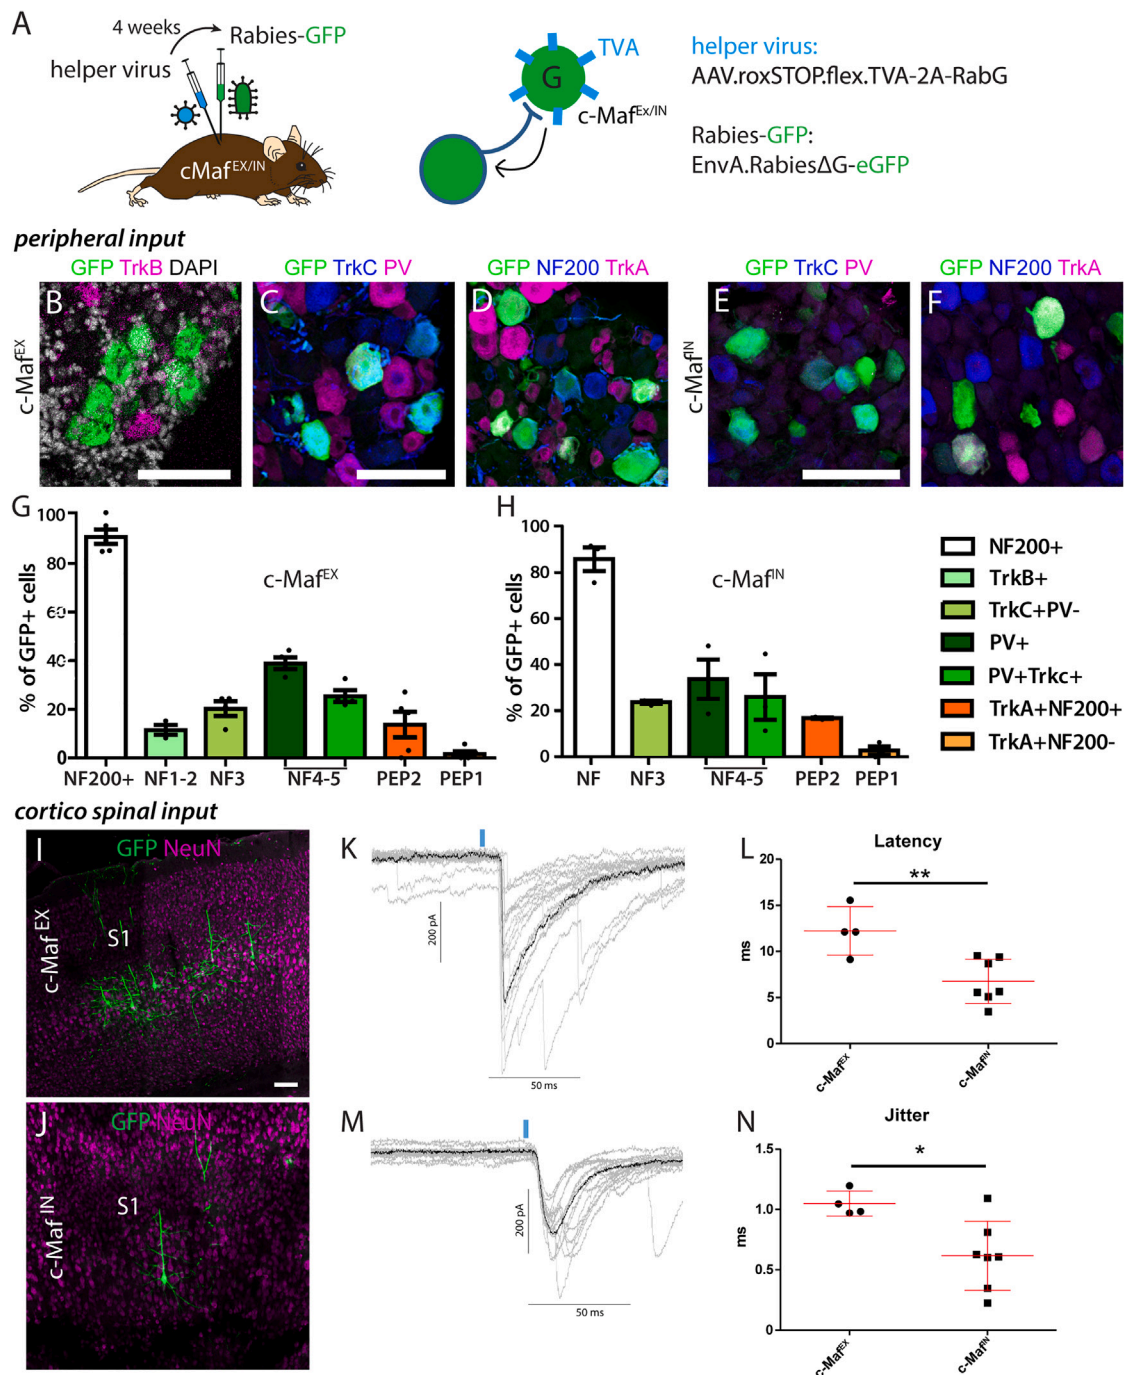 A
4 weeks
Rabies-GFP
helper virus
cMaf^EX/IN
TVA
G
c-Maf^Ex/IN
helper virus:
AAV.roxSTOP.flex.TVA-2A-RabG
Rabies-GFP:
EnvA.RabiesΔG-eGFP
peripheral input
GFP TrkB DAPI
GFP TrkC PV
GFP NF200 TrkA
GFP TrkC PV
GFP NF200 TrkA
c-Maf^EX
B
C
D
c-Maf^IN
E
F
G
c-Maf^EX
% of GFP+ cells
100
80
20
0
NF200+ NF1-2 NF3 NF4-5 PEP2 PEP1
H
c-Maf^IN
% of GFP+ cells
100
80
60
40
20
0
NF NF3 NF4-5 PEP2 PEP1
NF200+
TrkB+
TrkC+PV-
PV+
PV+Trkc+
TrkA+NF200+
TrkA+NF200-
cortico spinal input
I
GFP NeuN
S1
c-Maf^EX
J
GFP NeuN
S1
c-Maf^IN
K
200 pA
50 ms
L
Latency
**
20
15
10
5
0
ms
c-Maf^EX
c-Maf^IN
M
200 pA
50 ms
N
Jitter
*
1.5
1.0
0.5
0
ms
c-Maf^EX
c-Maf^IN